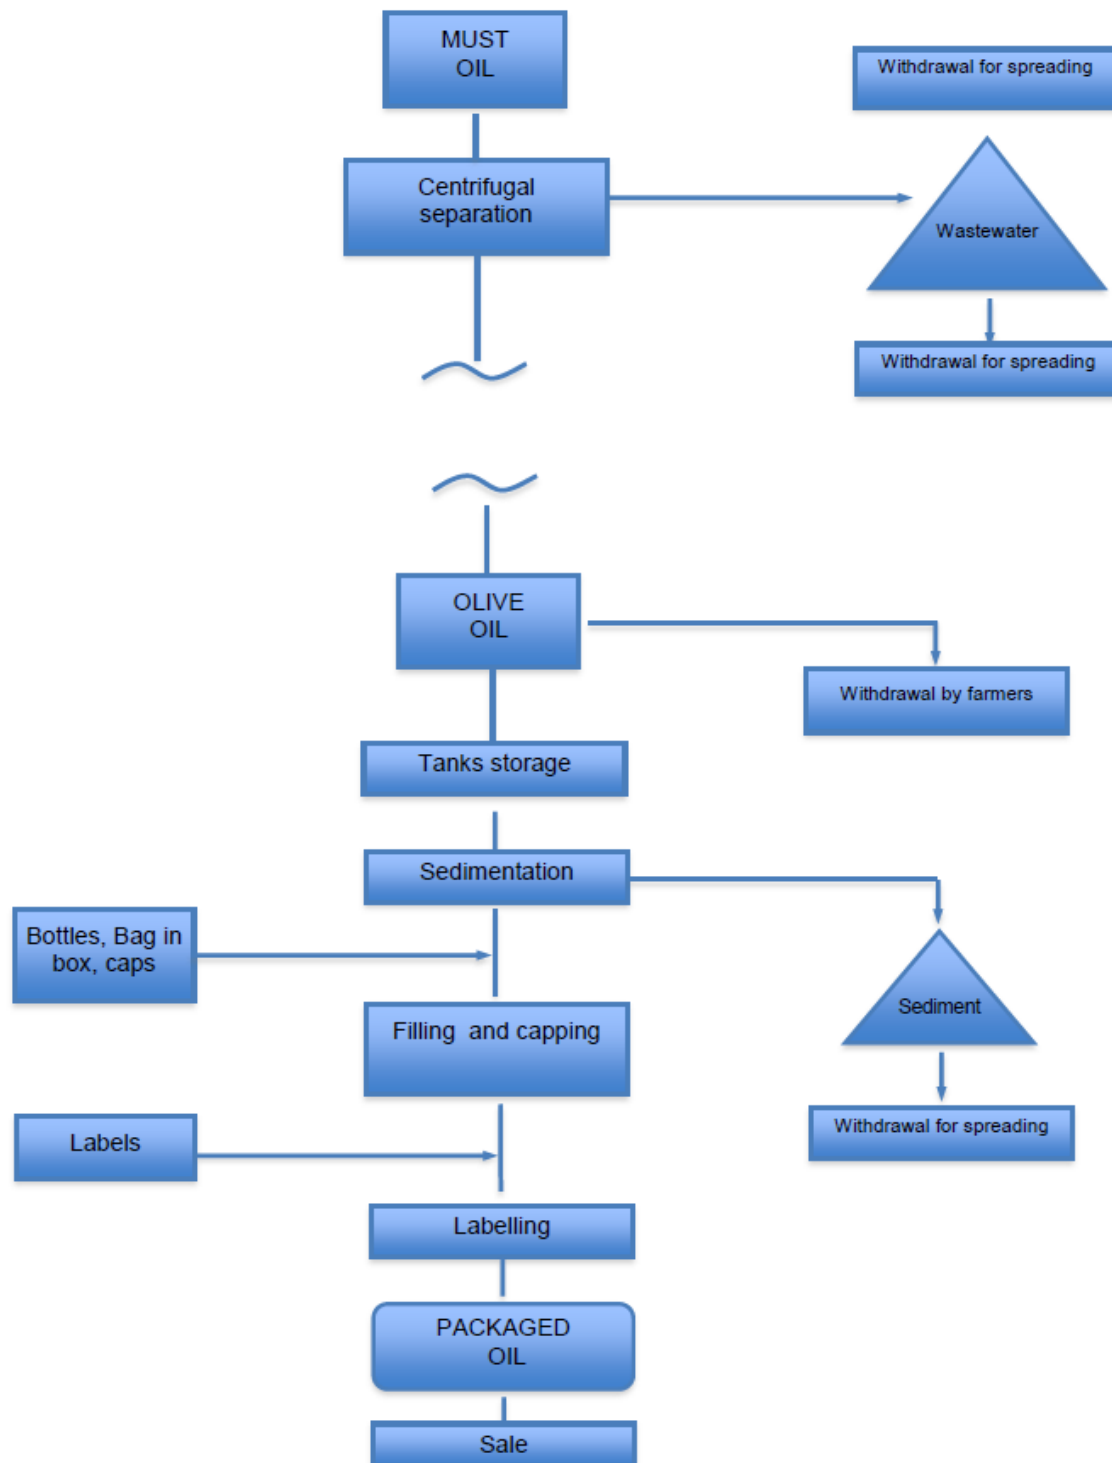 MUST
OIL
Withdrawal for spreading
Centrifugal
separation
Wastewater
Withdrawal for spreading
OLIVE
OIL
Withdrawal by farmers
Tanks storage
Sedimentation
Bottles, Bag in
box, caps
Sediment
Filling  and capping
Withdrawal for spreading
Labels
Labelling
PACKAGED
OIL
Sale